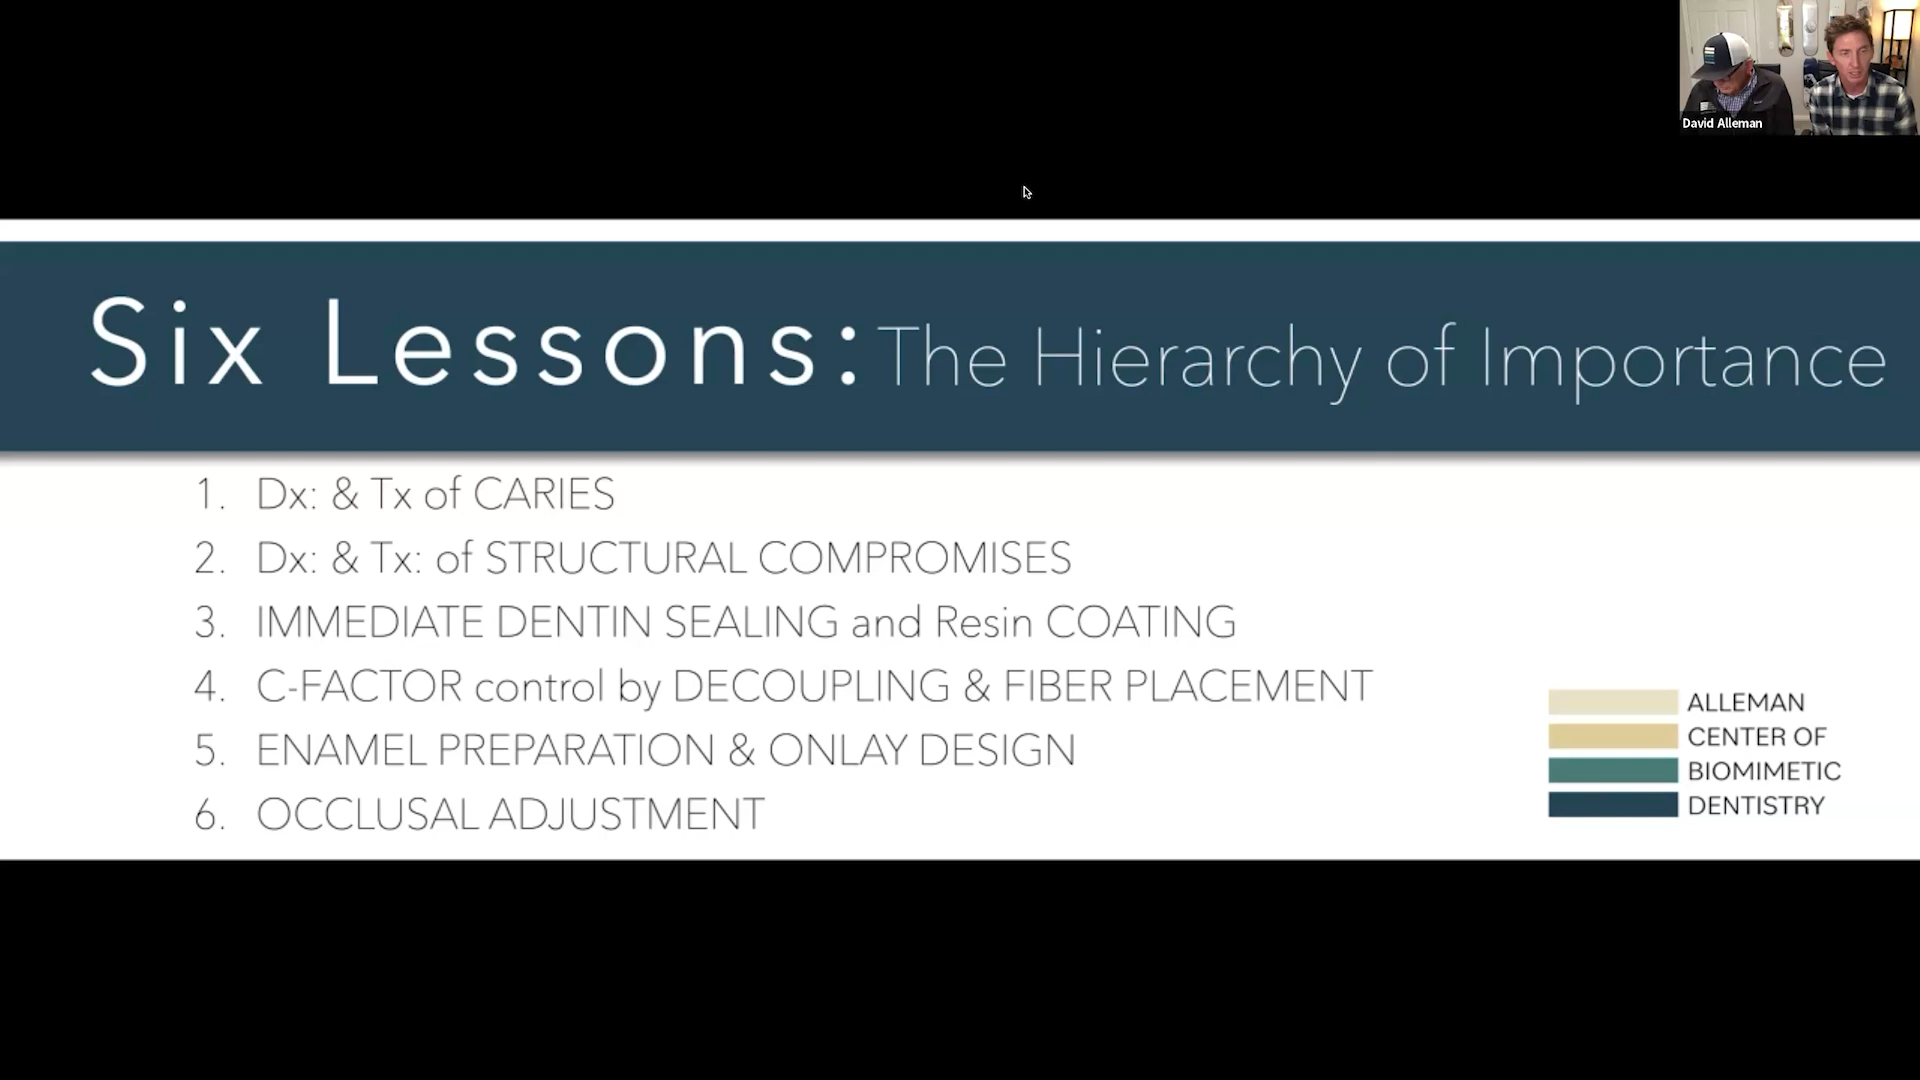 David Alleman
Six Lessons: The Hierarchy of Importance
1. Dx: & Tx of CARIES
2. Dx: & Tx: of STRUCTURAL COMPROMISES
3. IMMEDIATE DENTIN SEALING and Resin COATING
4. C-FACTOR control by DECOUPLING & FIBER PLACEMENT
5. ENAMEL PREPARATION & ONLAY DESIGN
6. OCCLUSAL ADJUSTMENT
ALLEMAN
CENTER OF
BIOMIMETIC
DENTISTRY